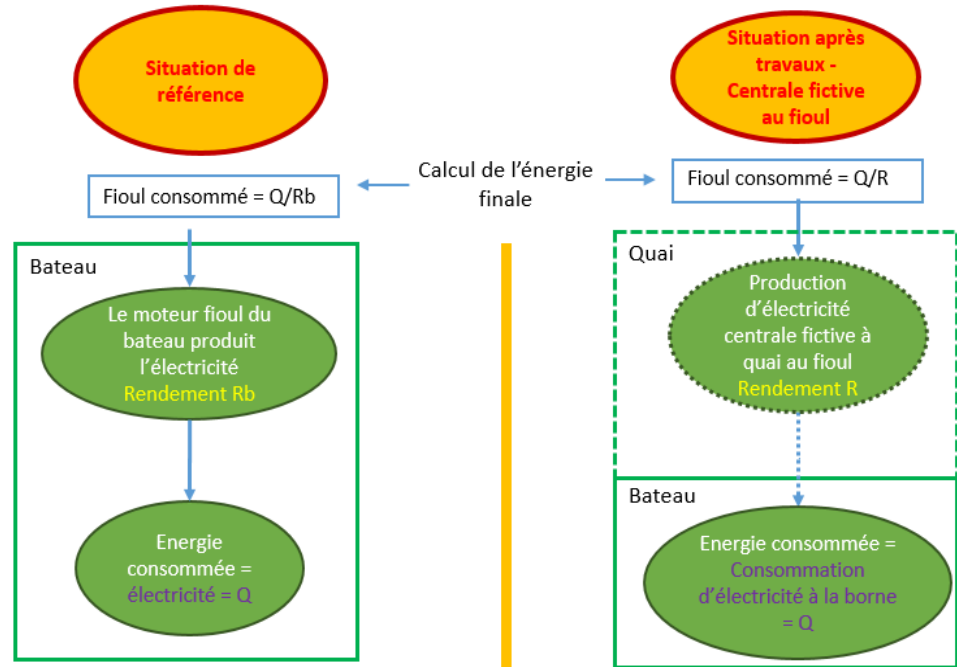 Situation de
référence
Fioul consommé = Q/Rb
Bateau
Le moteur fioul du
bateau produit
l’électricité
Rendement Rb
Energie
consommée =
électricité = Q
Calcul de l’énergie
finale
Situation après
travaux -
Centrale fictive
au fioul
Fioul consommé = Q/R
Quai
Production
d’électricité
centrale fictive à
quai au fioul
Rendement R
Bateau
Energie consommée =
Consommation
d’électricité à la borne
= Q